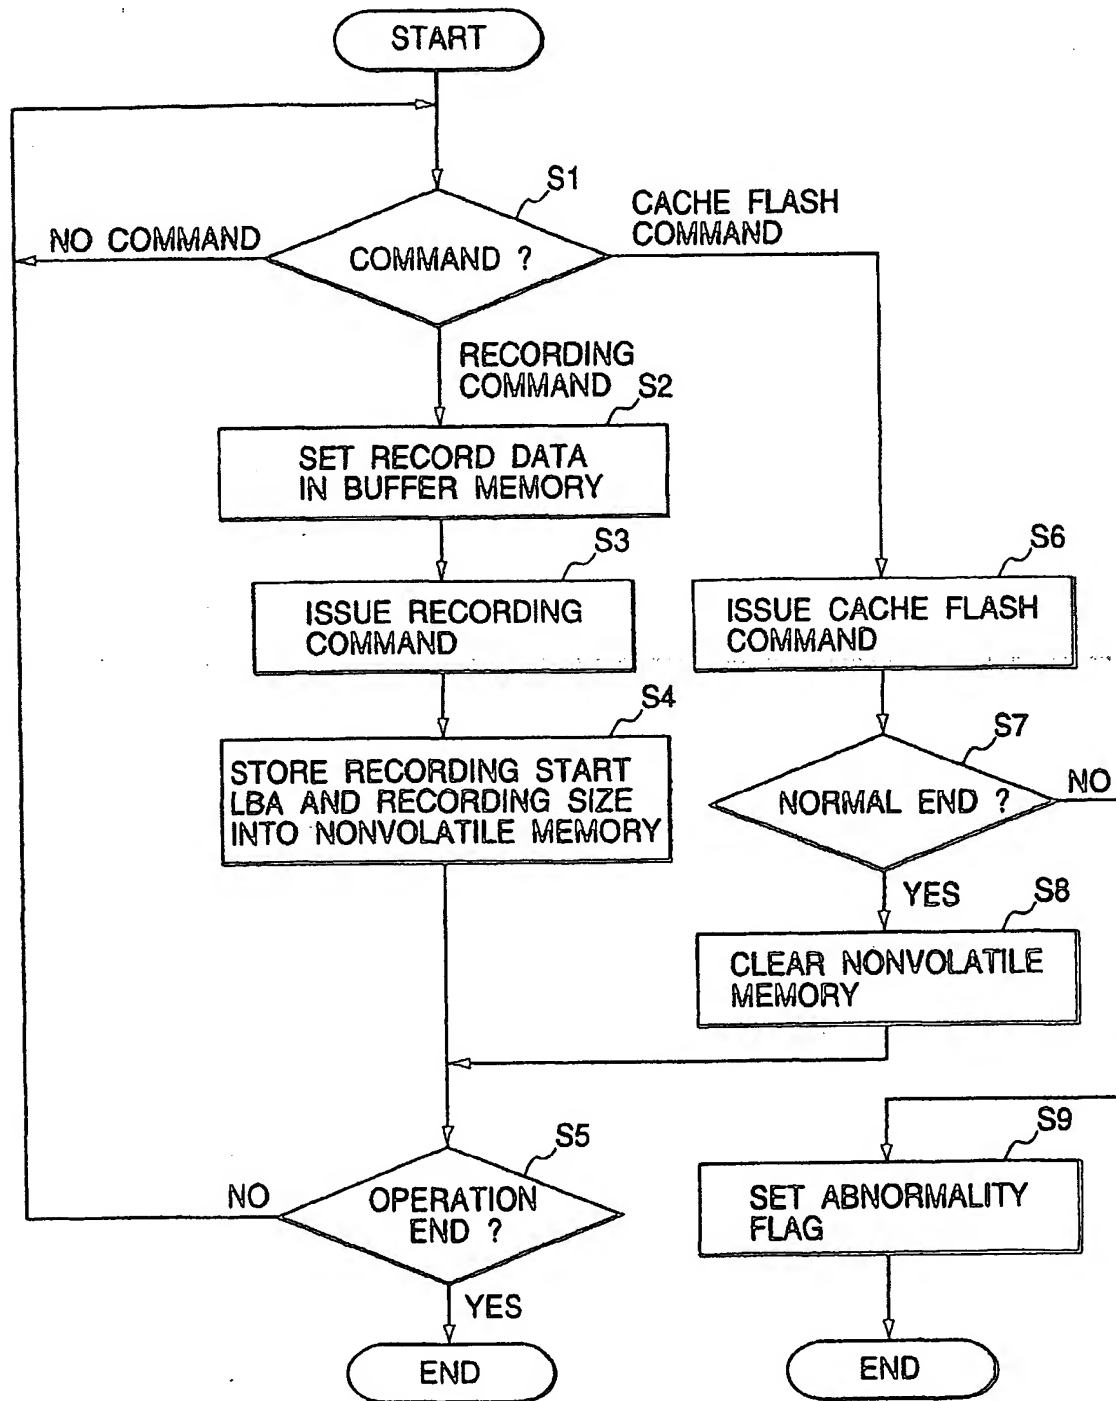 START
S1
NO COMMAND
COMMAND ?
CACHE FLASH
COMMAND
RECORDING
COMMAND
S2
SET RECORD DATA
IN BUFFER MEMORY
S3
ISSUE RECORDING
COMMAND
S4
STORE RECORDING START
LBA AND RECORDING SIZE
INTO NONVOLATILE MEMORY
S6
ISSUE CACHE FLASH
COMMAND
S7
NORMAL END ?
NO
YES
S8
CLEAR NONVOLATILE
MEMORY
S5
OPERATION
END ?
NO
YES
END
S9
SET ABNORMALITY
FLAG
END